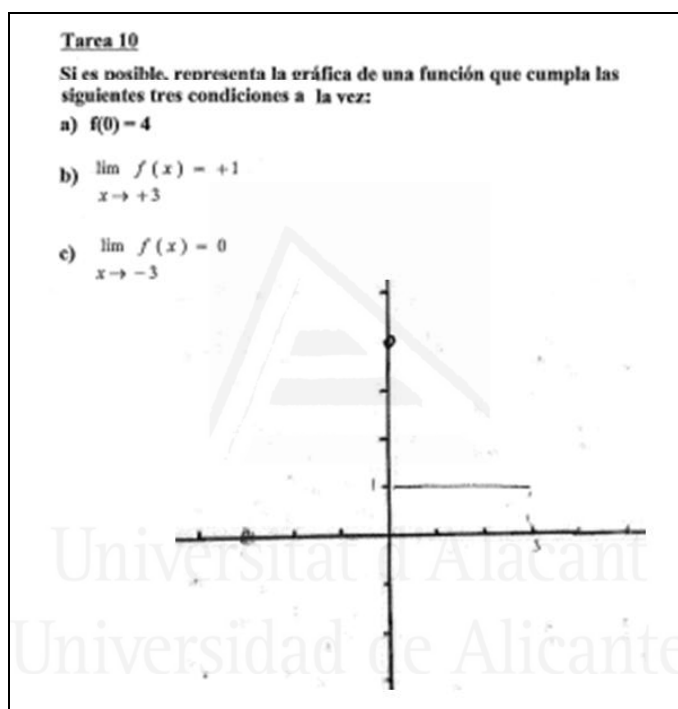 Tarea 10
Si es posible, representa la gráfica de una función que cumpla las
siguientes tres condiciones a la vez:
a) f(0) = 4
b) lim f(x) = +1
x→ +3
c) lim f(x) = 0
x→ -3
1
3
Universitat d'Alacant
Universidad de Alicante